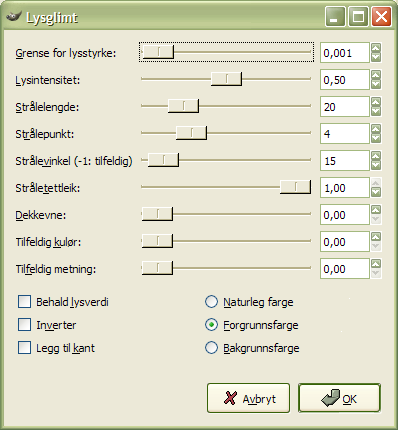 Lysglimt
Grense for lysstyrke: 0,001
Lysintensitet: 0,50
Strålelengde: 20
Strålepunkt: 4
Strålevinkel (-1: tilfeldig) 15
Stråletettleik: 1,00
Dekkevne: 0,00
Tilfeldig kulør: 0,00
Tilfeldig metning: 0,00
Behald lysverdi Naturleg farge
Inverter Forgrunnsfarge
Legg til kant Bakgrunnsfarge
Avbryt OK